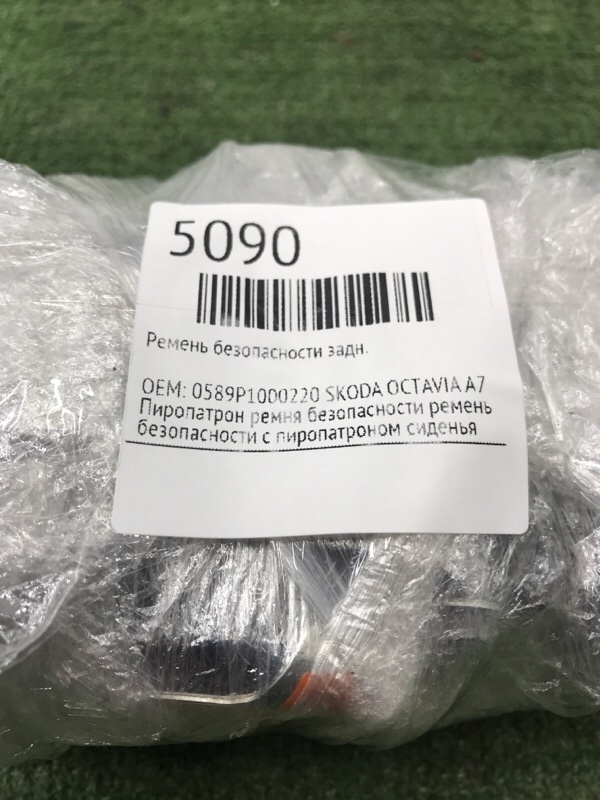 5090
Ремень безопасности задн.
OEM: 0589P1000220 SKODA OCTAVIA A7
Пиропатрон ремня безопасности ремень
безопасности с пиропатроном сиденья